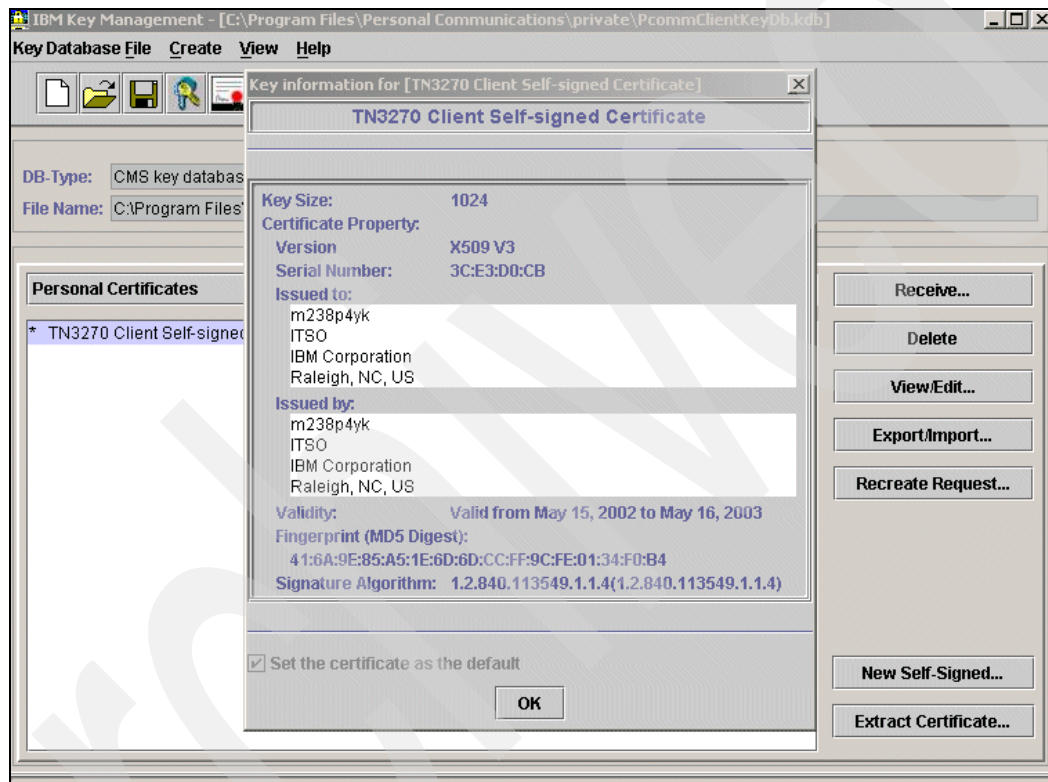 IBM Key Management - [C:\Program Files\Personal Communications\private\PcommClientKeyDb.kdb]
Key Database File Create View Help
Key information for [TN3270 Client Self-signed Certificate]
TN3270 Client Self-signed Certificate
DB-Type: CMS key databas
File Name: C:\Program Files\
Key Size: 1024
Certificate Property:
Version X509 V3
Serial Number: 3C:E3:D0:CB
Issued to:
m238p4yk
ITSO
IBM Corporation
Raleigh, NC, US
Issued by:
m238p4yk
ITSO
IBM Corporation
Raleigh, NC, US
Validity: Valid from May 15, 2002 to May 16, 2003
Fingerprint (MD5 Digest):
41:6A:9E:85:A5:1E:6D:6D:CC:FF:9C:FE:01:34:F0:B4
Signature Algorithm: 1.2.840.113549.1.1.4(1.2.840.113549.1.1.4)
Set the certificate as the default
OK
Personal Certificates
* TN3270 Client Self-signed
Receive...
Delete
View/Edit...
Export/Import...
Recreate Request...
New Self-Signed...
Extract Certificate...